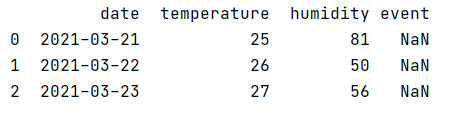 date temperature humidity event
0 2021-03-21 25 81 NaN
1 2021-03-22 26 50 NaN
2 2021-03-23 27 56 NaN